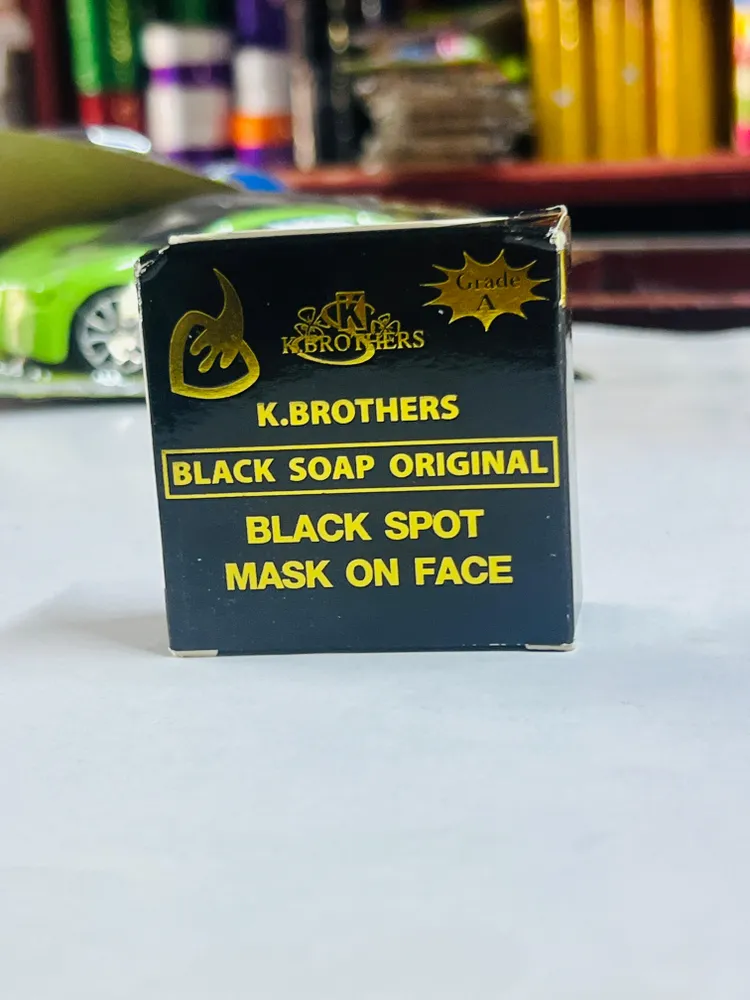 Grade
A
K
K.BROTHERS
K.BROTHERS
BLACK SOAP ORIGINAL
BLACK SPOT
MASK ON FACE